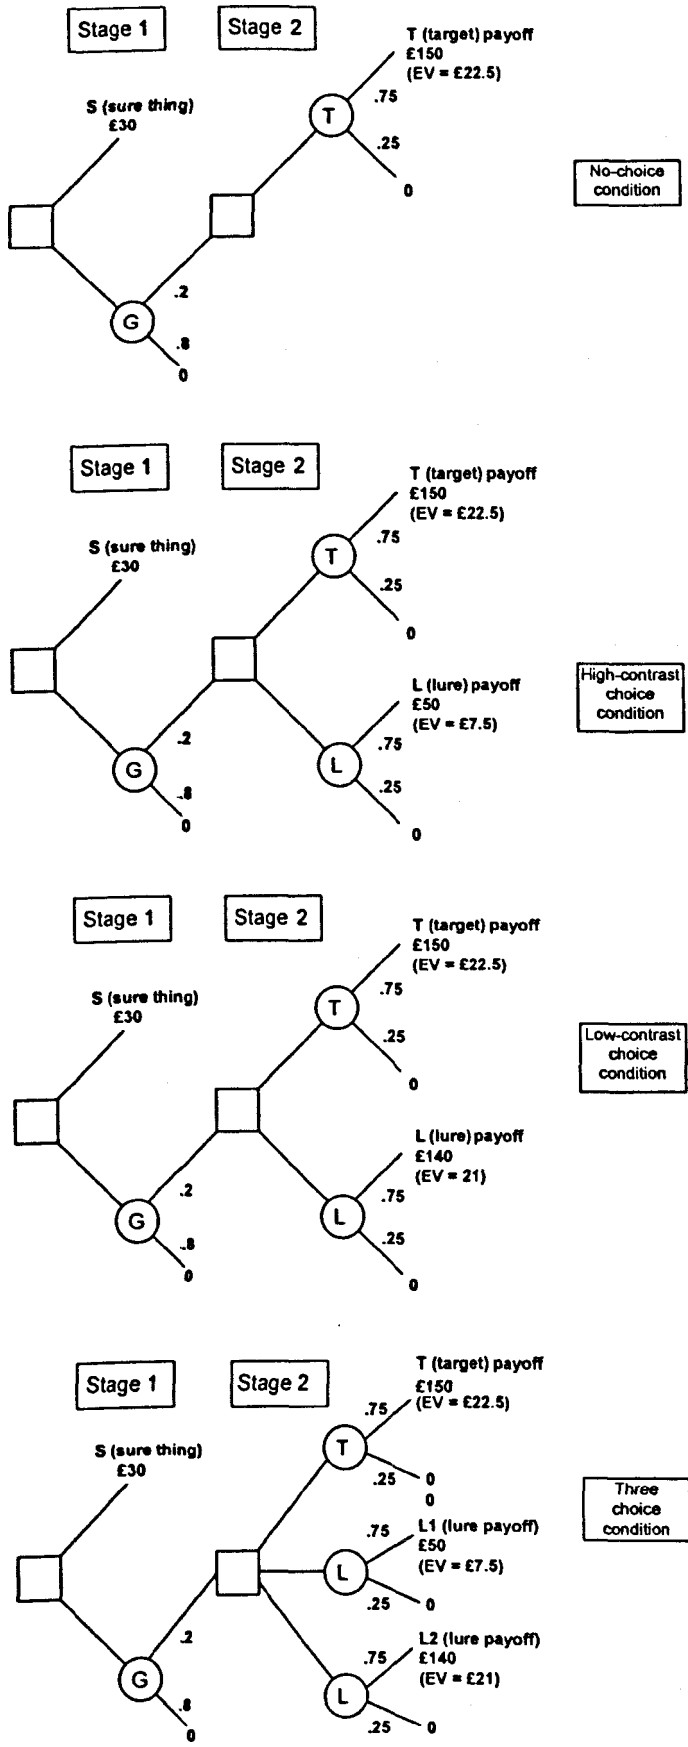 Stage 1
Stage 2
T (target) payoff
£150
(EV = £22.5)
S (sure thing)
£30
.75
T
.25
0
No-choice
condition
.2
G
.8
0
Stage 1
Stage 2
T (target) payoff
£150
(EV = £22.5)
S (sure thing)
£30
.75
T
.25
0
L (lure) payoff
£50
(EV = £7.5)
High-contrast
choice
condition
.2
.75
G
L
.25
.8
0
0
Stage 1
Stage 2
T (target) payoff
£150
(EV = £22.5)
S (sure thing)
£30
.75
T
.25
0
Low-contrast
choice
condition
L (lure) payoff
£140
(EV = 21)
.2
.75
G
L
.25
.8
0
0
Stage 1
Stage 2
T (target) payoff
£150
(EV = £22.5)
.75
S (sure thing)
£30
T
.25
0
0
Three
choice
condition
.75
L1 (lure payoff)
£50
(EV = £7.5)
L
.25
0
.2
.75
L2 (lure payoff)
£140
(EV = £21)
G
L
.8
.25
0
0